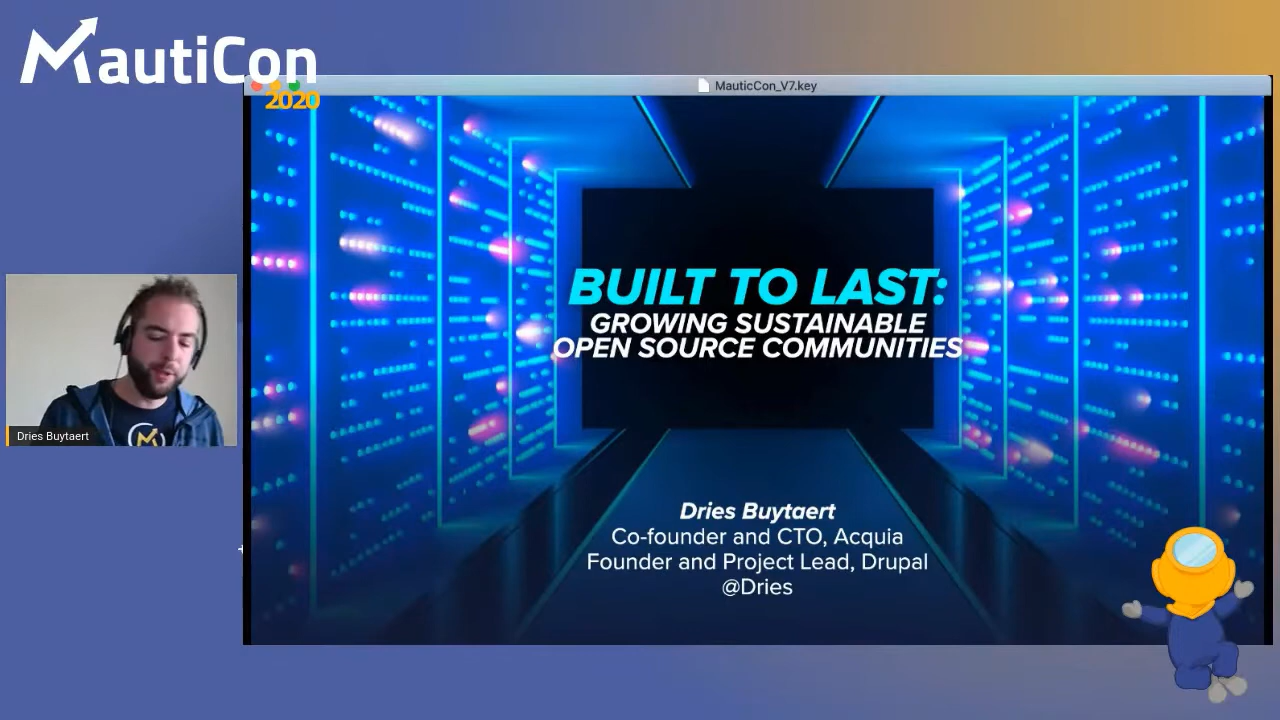 MautiCon
2020
MauticCon_V7.key
BUILT TO LAST:
GROWING SUSTAINABLE
OPEN SOURCE COMMUNITIES
Dries Buytaert
Dries Buytaert
Co-founder and CTO, Acquia
Founder and Project Lead, Drupal
@Dries